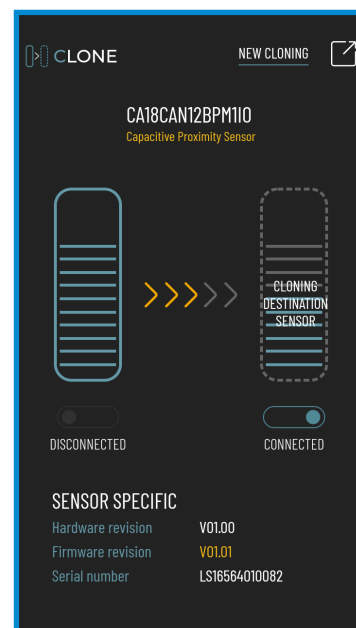 CLONE
NEW CLONING
CA18CAN12BPM1IO
Capacitive Proximity Sensor
CLONING
DESTINATION
SENSOR
DISCONNECTED
CONNECTED
SENSOR SPECIFIC
Hardware revision V01.00
Firmware revision V01.01
Serial number LS16564010082